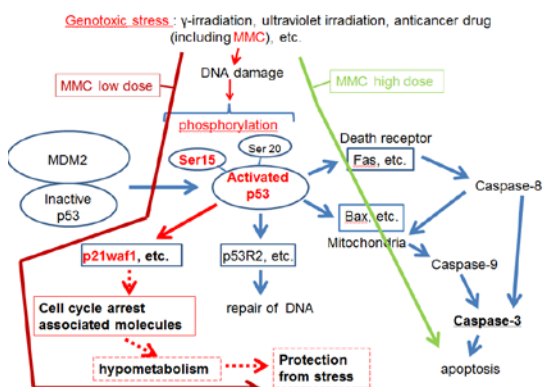 Genotoxic stress : γ-irradiation, ultraviolet irradiation, anticancer drug
(including MMC), etc.
MMC low dose
DNA damage
MMC high dose
phosphorylation
Ser15
Ser 20
Death receptor
MDM2
Inactive
p53
Activated
p53
Fas, etc.
Caspase-8
Bax, etc.
Mitochondria
p21waf1, etc.
p53R2, etc.
Caspase-9
Cell cycle arrest
associated molecules
repair of DNA
Caspase-3
hypometabolism
Protection
from stress
apoptosis